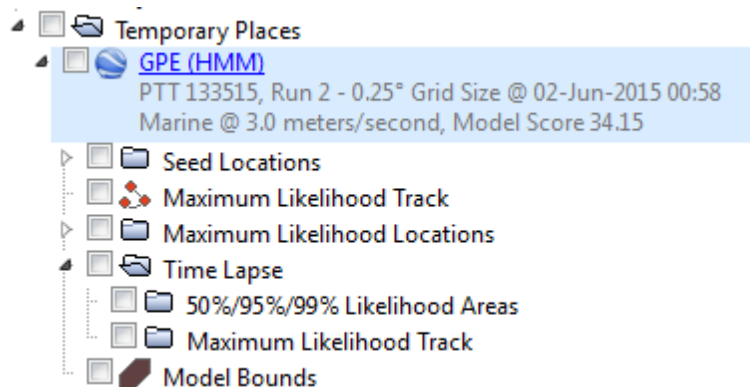 Temporary Places
GPE (HMM)
PTT 133515, Run 2 - 0.25° Grid Size @ 02-Jun-2015 00:58
Marine @ 3.0 meters/second, Model Score 34.15
Seed Locations
Maximum Likelihood Track
Maximum Likelihood Locations
Time Lapse
50%/95%/99% Likelihood Areas
Maximum Likelihood Track
Model Bounds